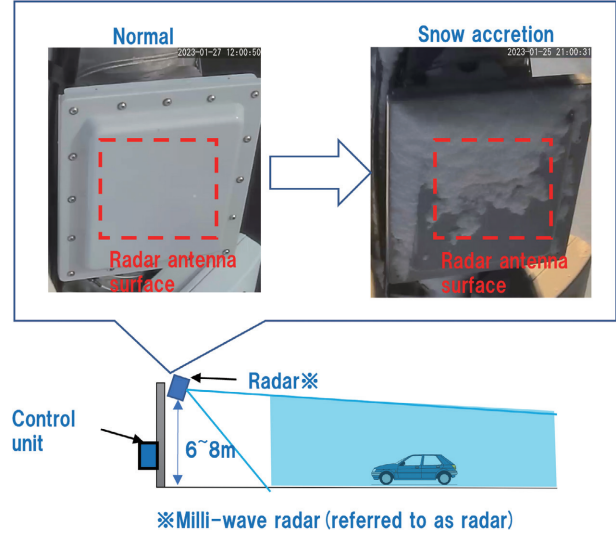 Normal
Snow accretion
2023-01-27 12:00:50
2023-01-25 21:00:31
Radar antenna
surface
Radar antenna
surface
Radar※
Control
unit
6~8m
※Milli-wave radar (referred to as radar)